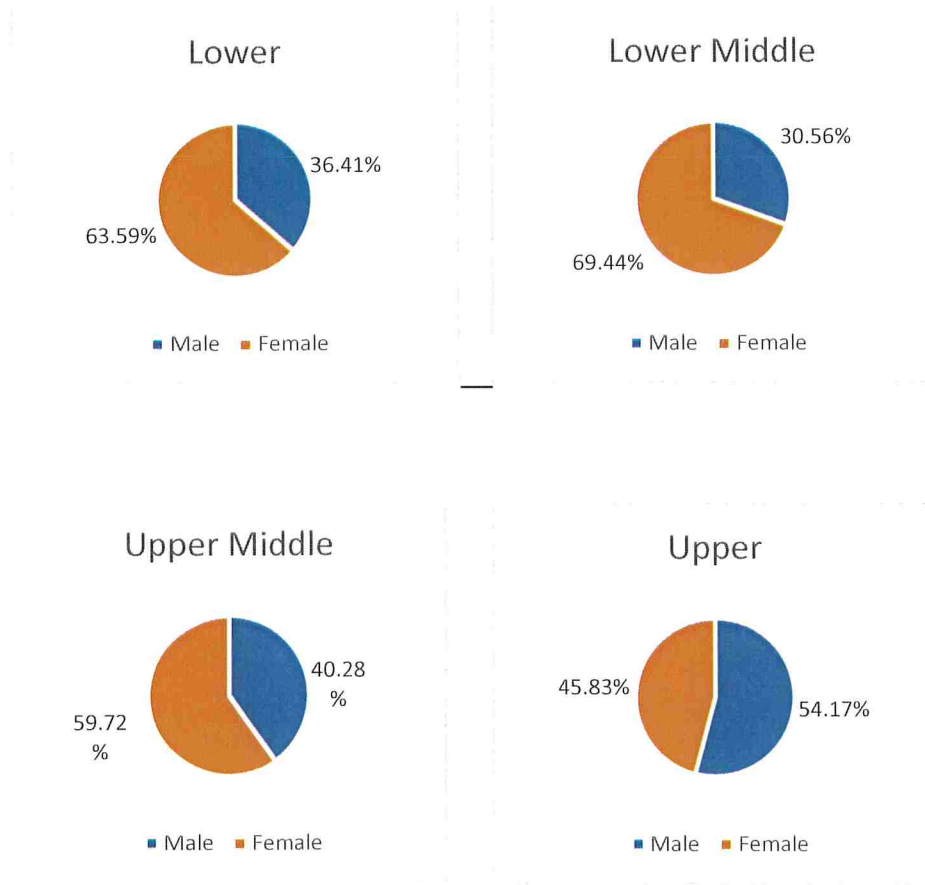 Lower
36.41%
63.59%
Male Female
Lower Middle
30.56%
69.44%
Male Female
Upper Middle
40.28
%
59.72
%
Male Female
Upper
45.83%
54.17%
Male Female